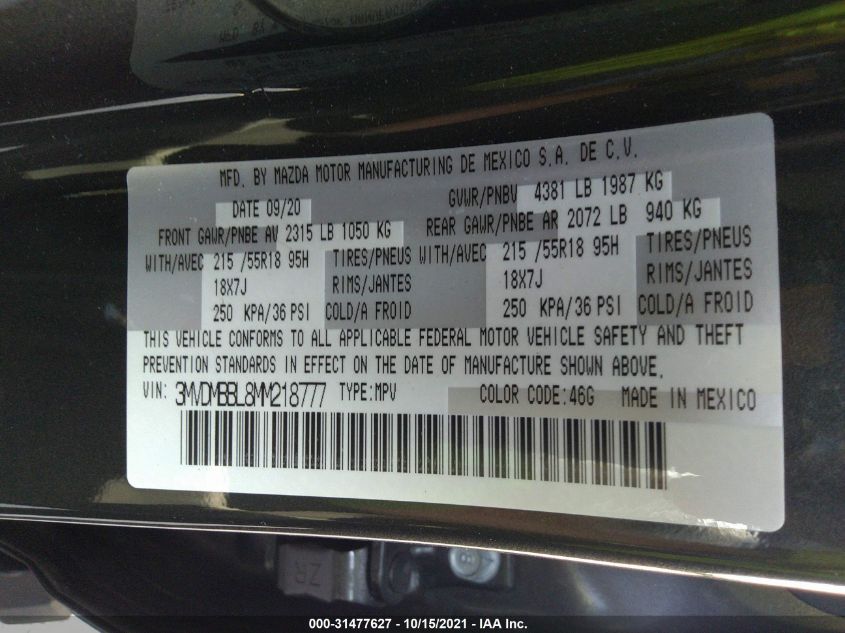 MFD. BY MAZDA MOTOR MANUFACTURING DE MEXICO S.A. DE C.V.
DATE 09/20 GVWR/PNBV 4381 LB 1987 KG
FRONT GAWR/PNBE AV 2315 LB 1050 KG REAR GAWR/PNBE AR 2072 LB 940 KG
WITH/AVEC 215 /55R18 95H TIRES/PNEUS WITH/AVEC 215 /55R18 95H TIRES/PNEUS
18X7J RIMS/JANTES 18X7J RIMS/JANTES
250 KPA/36 PSI COLD/A FROID 250 KPA/36 PSI COLD/A FROID
THIS VEHICLE CONFORMS TO ALL APPLICABLE FEDERAL MOTOR VEHICLE SAFETY AND THEFT
PREVENTION STANDARDS IN EFFECT ON THE DATE OF MANUFACTURE SHOWN ABOVE.
VIN: 3MVDMBBL8MM218777 TYPE:MPV COLOR CODE:46G MADE IN MEXICO
ZR
000-31477627 - 10/15/2021 - IAA Inc.